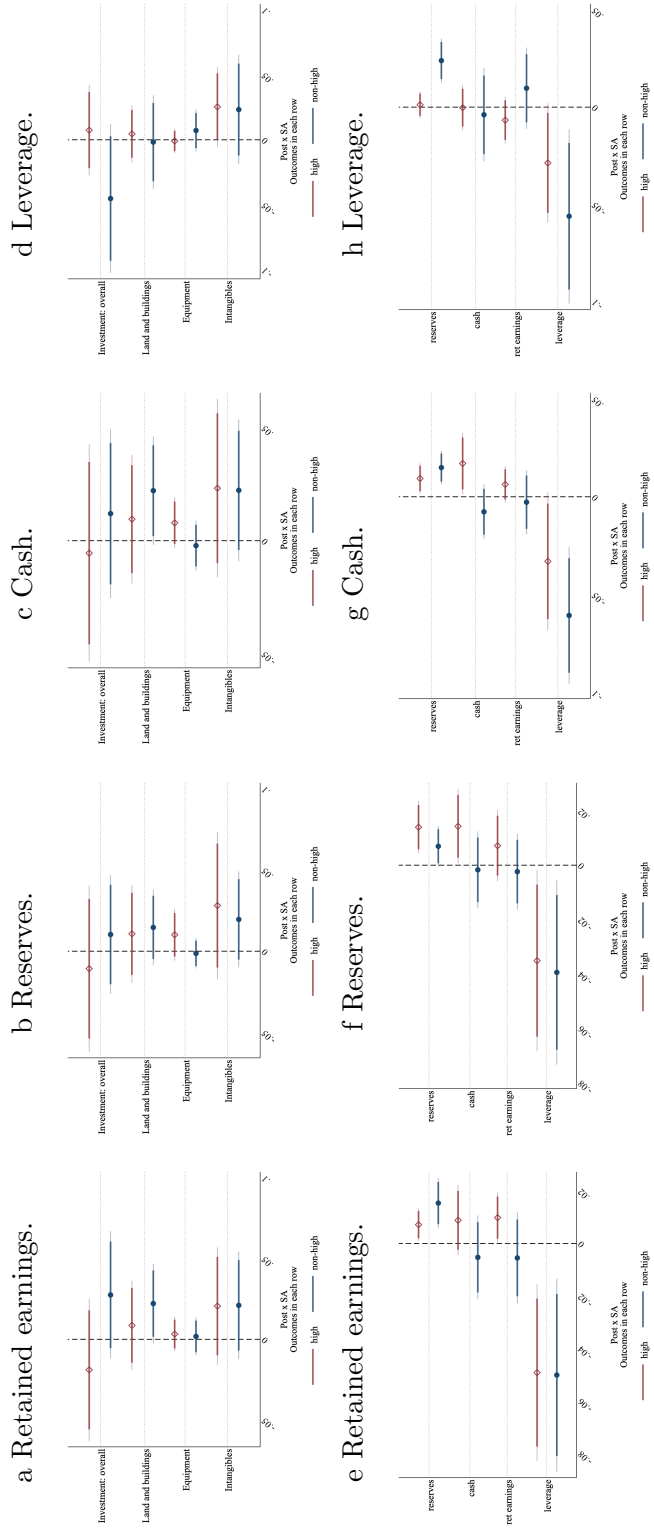 a Retained earnings.
Investment: overall
Land and buildings
Equipment
Intangibles
-.05
0
.05
.1
Post x SA
Outcomes in each row
high
non-high
b Reserves.
Investment: overall
Land and buildings
Equipment
Intangibles
-.05
0
.05
.1
Post x SA
Outcomes in each row
high
non-high
c Cash.
Investment: overall
Land and buildings
Equipment
Intangibles
-.05
0
.05
Post x SA
Outcomes in each row
high
non-high
d Leverage.
Investment: overall
Land and buildings
Equipment
Intangibles
-.1
-.05
0
.05
.1
Post x SA
Outcomes in each row
high
non-high
e Retained earnings.
reserves
cash
ret earnings
leverage
-.08
-.06
-.04
-.02
0
.02
Post x SA
Outcomes in each row
high
non-high
f Reserves.
reserves
cash
ret earnings
leverage
-.08
-.06
-.04
-.02
0
.02
Post x SA
Outcomes in each row
high
non-high
g Cash.
reserves
cash
ret earnings
leverage
-.1
-.05
0
.05
Post x SA
Outcomes in each row
high
non-high
h Leverage.
reserves
cash
ret earnings
leverage
-.1
-.05
0
.05
Post x SA
Outcomes in each row
high
non-high